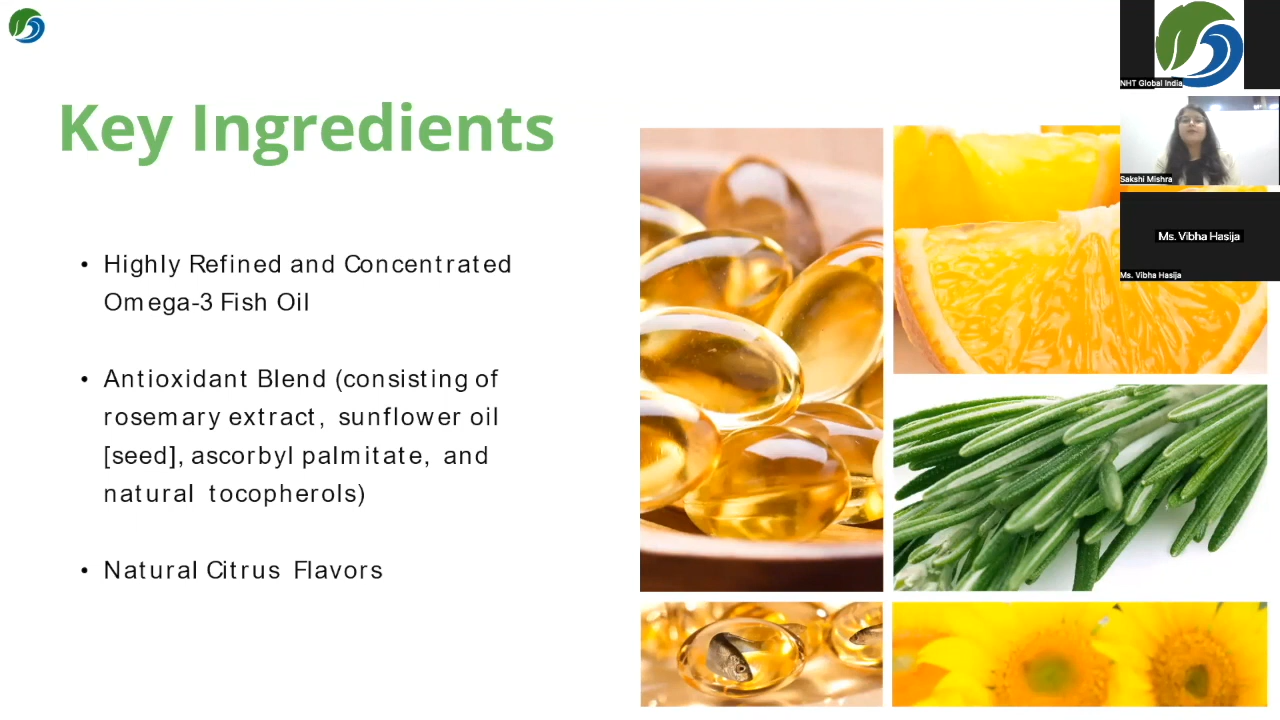 Key Ingredients
• Highly Refined and Concentrated
Omega-3 Fish Oil
• Antioxidant Blend (consisting of
rosemary extract, sunflower oil
[seed], ascorbyl palmitate, and
natural tocopherols)
• Natural Citrus Flavors
NHT Global India
Sakshi Mishra
Ms. Vibha Hasija
Ms. Vibha Hasija